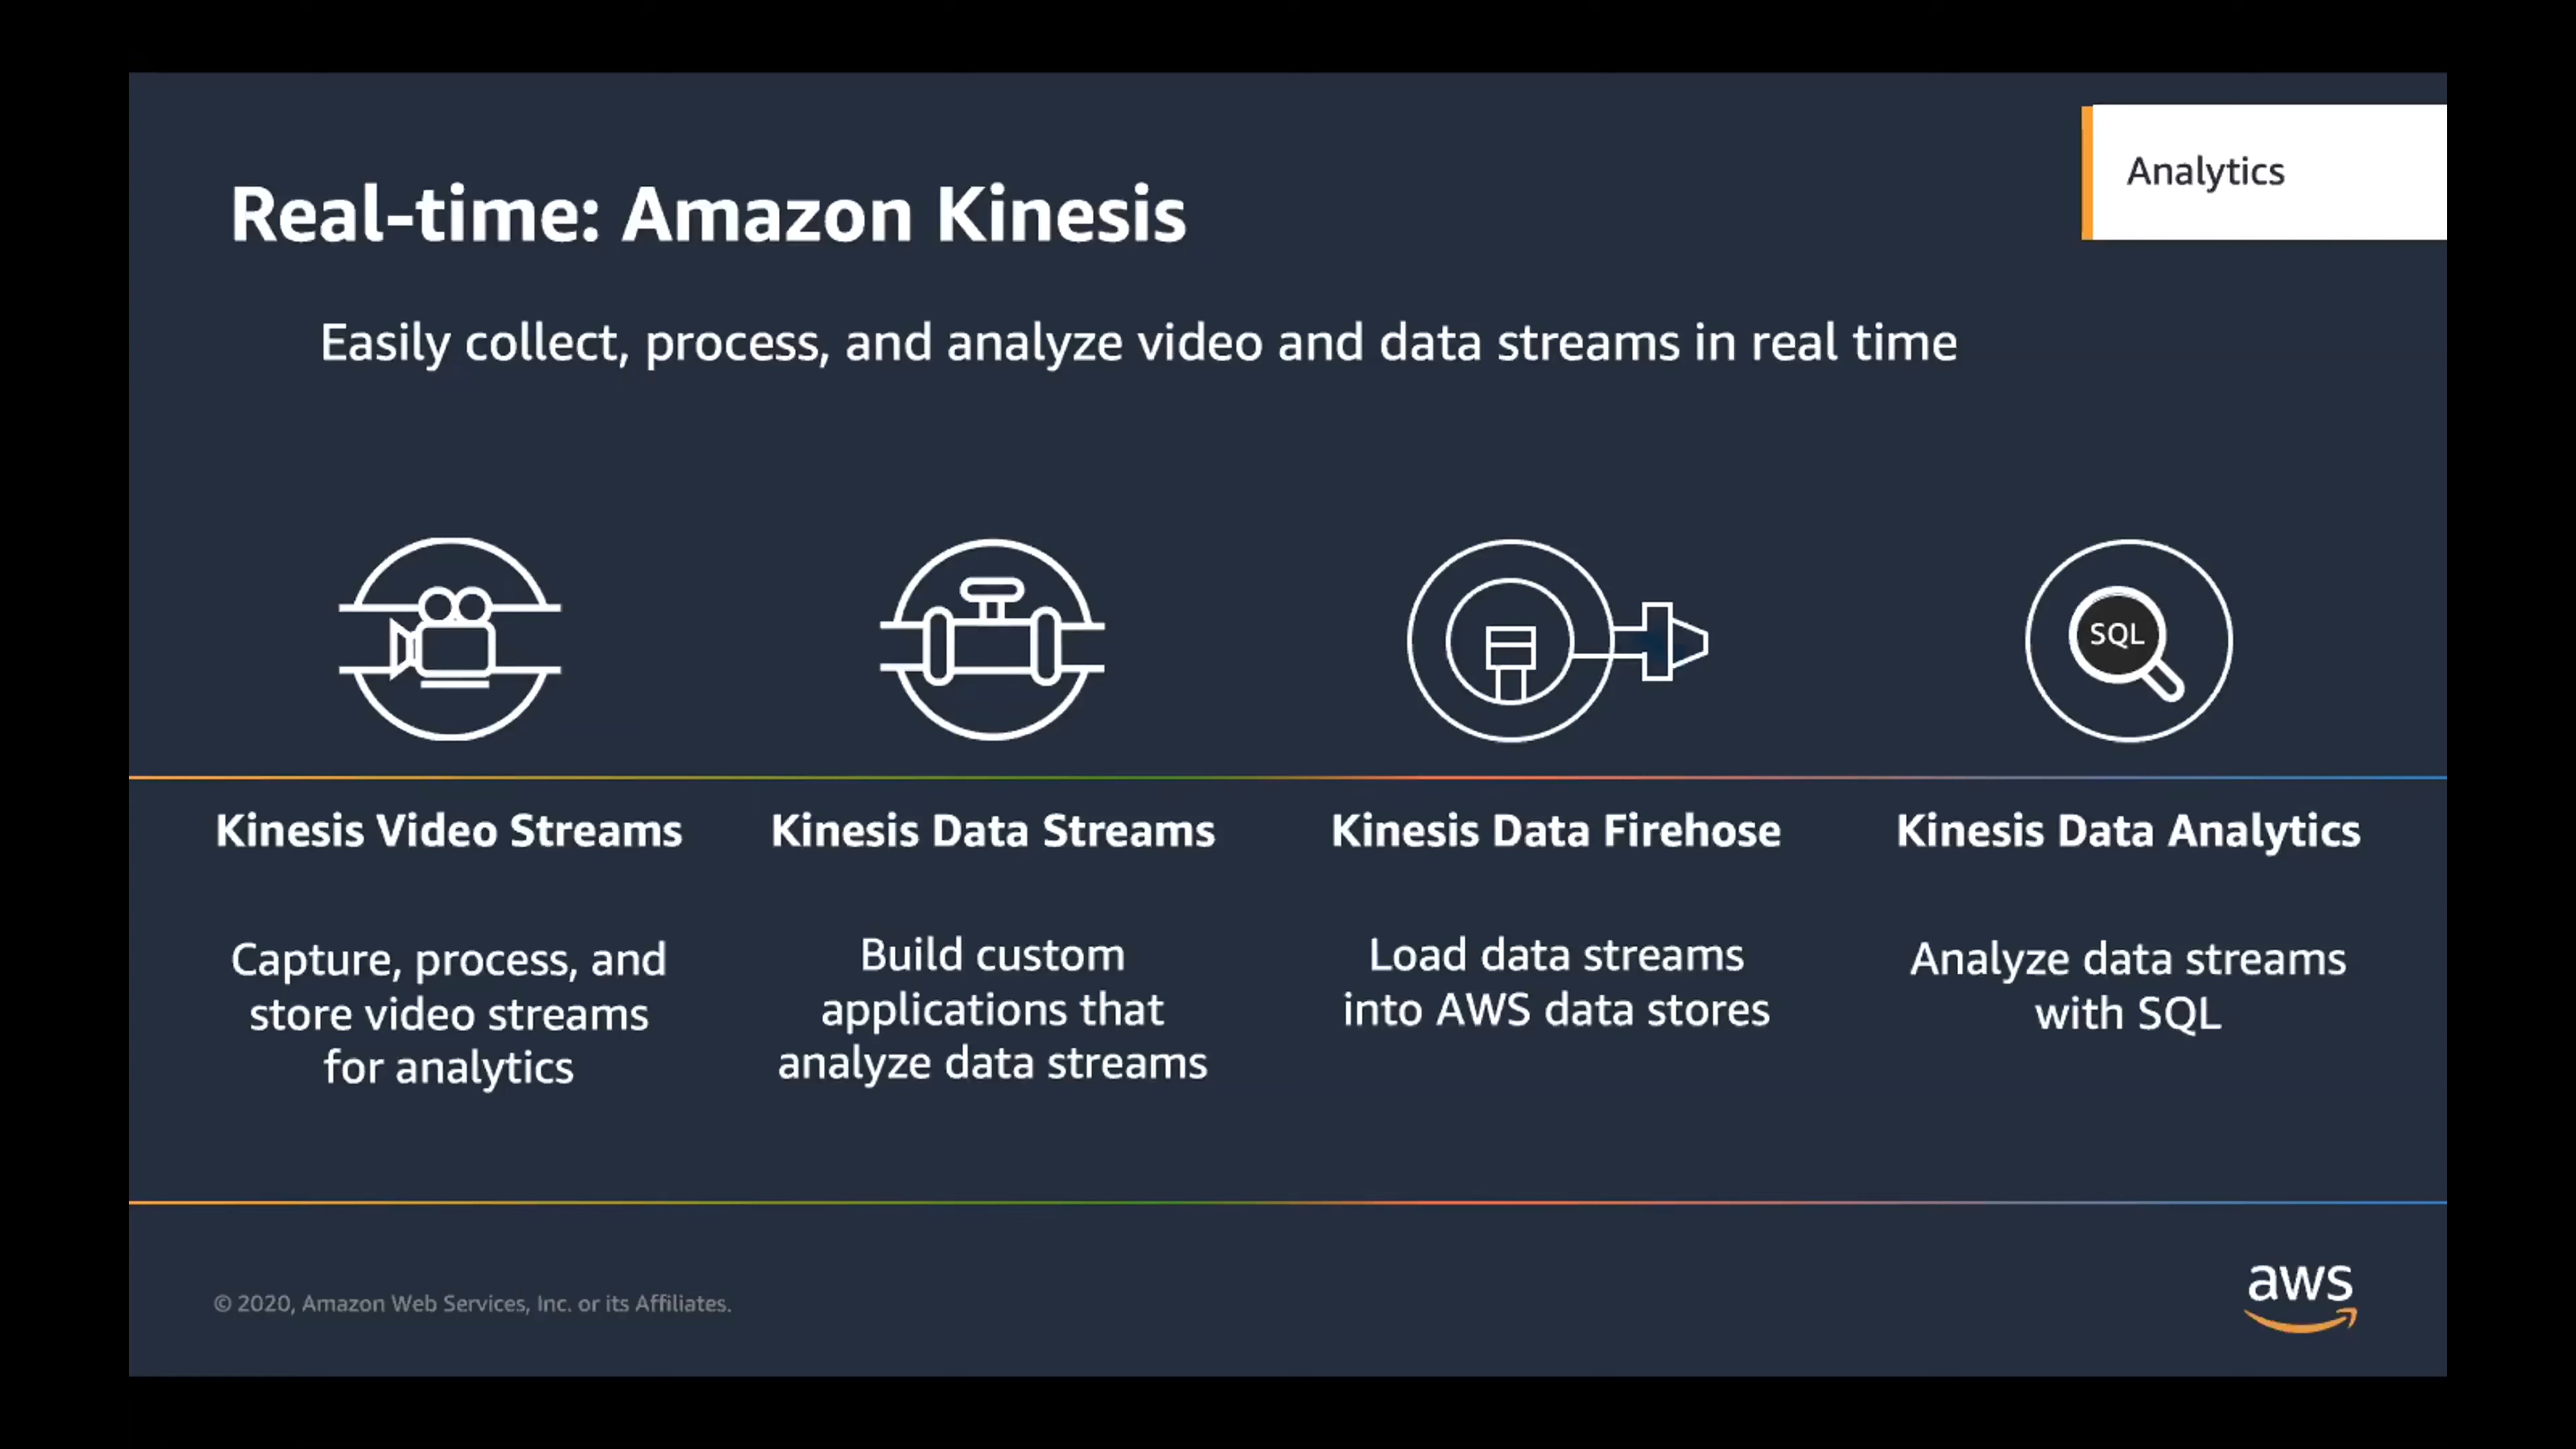 Analytics
Real-time: Amazon Kinesis
Easily collect, process, and analyze video and data streams in real time
SQL
Kinesis Video Streams
Capture, process, and
store video streams
for analytics
Kinesis Data Streams
Build custom
applications that
analyze data streams
Kinesis Data Firehose
Load data streams
into AWS data stores
Kinesis Data Analytics
Analyze data streams
with SQL
© 2020, Amazon Web Services, Inc. or its Affiliates.
aws